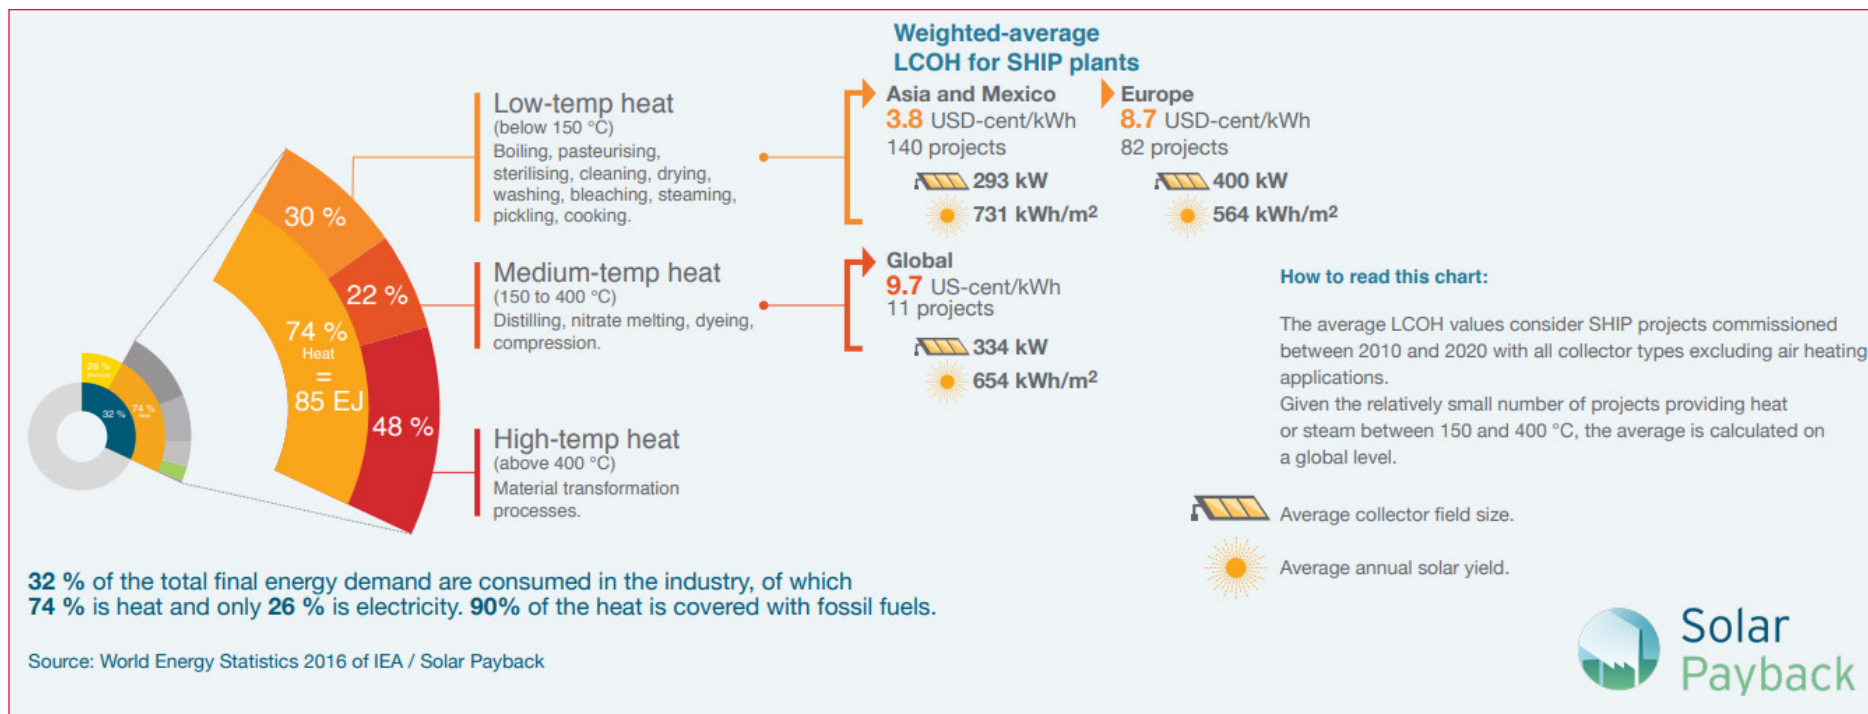 Weighted-average
LCOH for SHIP plants
Low-temp heat
(below 150 °C)
Boiling, pasteurising,
sterilising, cleaning, drying,
washing, bleaching, steaming,
pickling, cooking.
Asia and Mexico
3.8 USD-cent/kWh
140 projects
293 kW
731 kWh/m2
Europe
8.7 USD-cent/kWh
82 projects
400 kW
564 kWh/m2
30 %
22 %
48 %
74 %
Heat
=
85 EJ
Medium-temp heat
(150 to 400 °C)
Distilling, nitrate melting, dyeing,
compression.
Global
9.7 US-cent/kWh
11 projects
334 kW
654 kWh/m2
High-temp heat
(above 400 °C)
Material transformation
processes.
26 %
32 %
74 %
Heat
How to read this chart:
The average LCOH values consider SHIP projects commissioned
between 2010 and 2020 with all collector types excluding air heating
applications.
Given the relatively small number of projects providing heat
or steam between 150 and 400 °C, the average is calculated on
a global level.
Average collector field size.
Average annual solar yield.
32 % of the total final energy demand are consumed in the industry, of which
74 % is heat and only 26 % is electricity. 90% of the heat is covered with fossil fuels.
Source: World Energy Statistics 2016 of IEA / Solar Payback
Solar
Payback